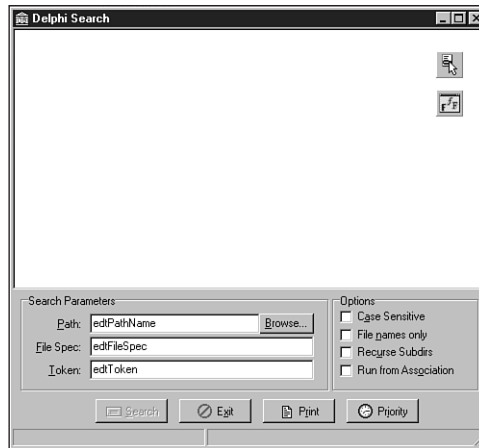 Delphi Search
Search Parameters
Path: edtPathName Browse...
File Spec: edtFileSpec
Token: edtToken
Options
Case Sensitive
File names only
Recurse Subdirs
Run from Association
Search Exit Print Priority